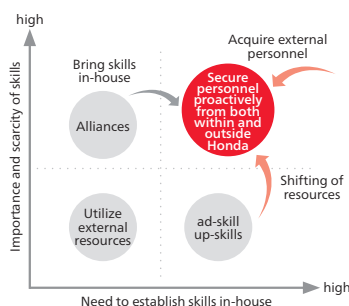 high
Importance and scarcity of skills
Bring skills
in-house
Alliances
Secure
personnel
proactively
from both
within and
outside
Honda
Acquire external
personnel
Shifting of
resources
Utilize
external
resources
ad-skill
up-skills
high
Need to establish skills in-house